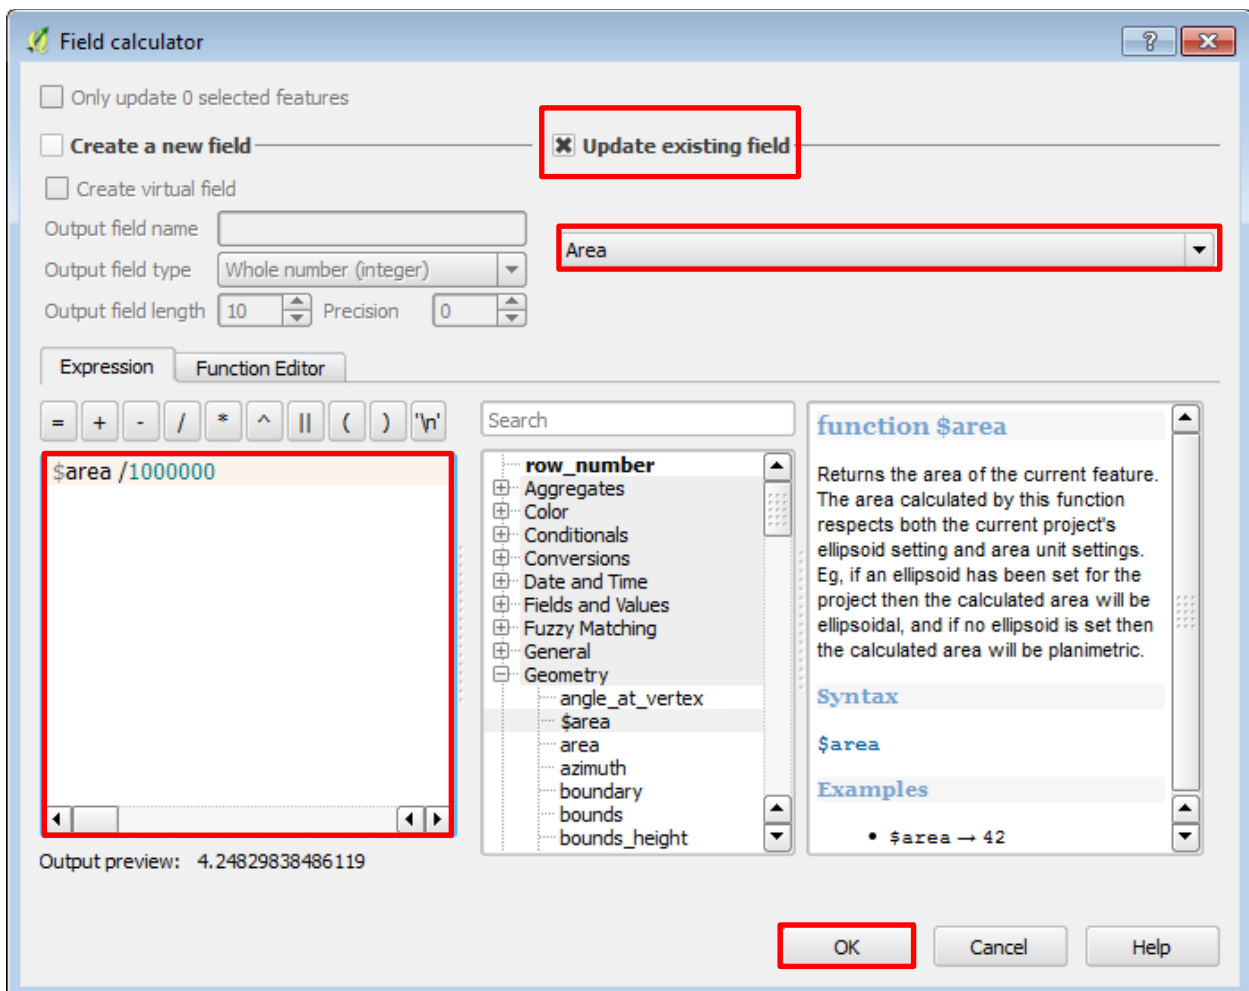 Field calculator
?
Only update 0 selected features
Create a new field
Update existing field
Create virtual field
Output field name
Area
Output field type Whole number (integer)
Output field length 10 Precision 0
Expression Function Editor
= + - / * ^ || ( ) '\n'
$area /1000000
Output preview: 4.24829838486119
Search
row_number
Aggregates
Color
Conditionals
Conversions
Date and Time
Fields and Values
Fuzzy Matching
General
Geometry
angle_at_vertex
$area
area
azimuth
boundary
bounds
bounds_height
function $area
Returns the area of the current feature.
The area calculated by this function
respects both the current project's
ellipsoid setting and area unit settings.
Eg, if an ellipsoid has been set for the
project then the calculated area will be
ellipsoidal, and if no ellipsoid is set then
the calculated area will be planimetric.
Syntax
$area
Examples
• $area → 42
OK Cancel Help